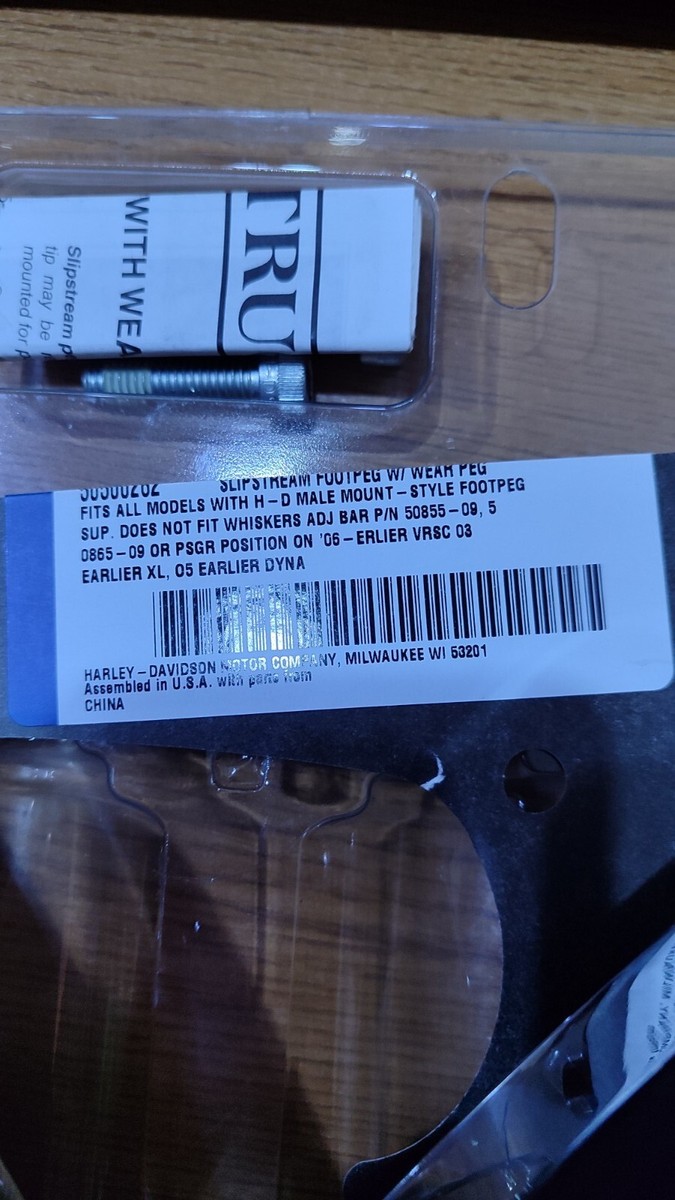 TRU
WITH WEA
Slipstream p
tip may be
mounted for p
SLIPSTREAM FOOTPEG W/ WEAR PEG
FITS ALL MODELS WITH H-D MALE MOUNT-STYLE FOOTPEG
SUP. DOES NOT FIT WHISKERS ADJ BAR P/N 50855-09, 5
0865-09 OR PSGR POSITION ON '06-ERLIER VRSC 03
EARLIER XL, 05 EARLIER DYNA
HARLEY-DAVIDSON MOTOR COMPANY, MILWAUKEE WI 53201
Assembled in U.S.A. with parts from
CHINA